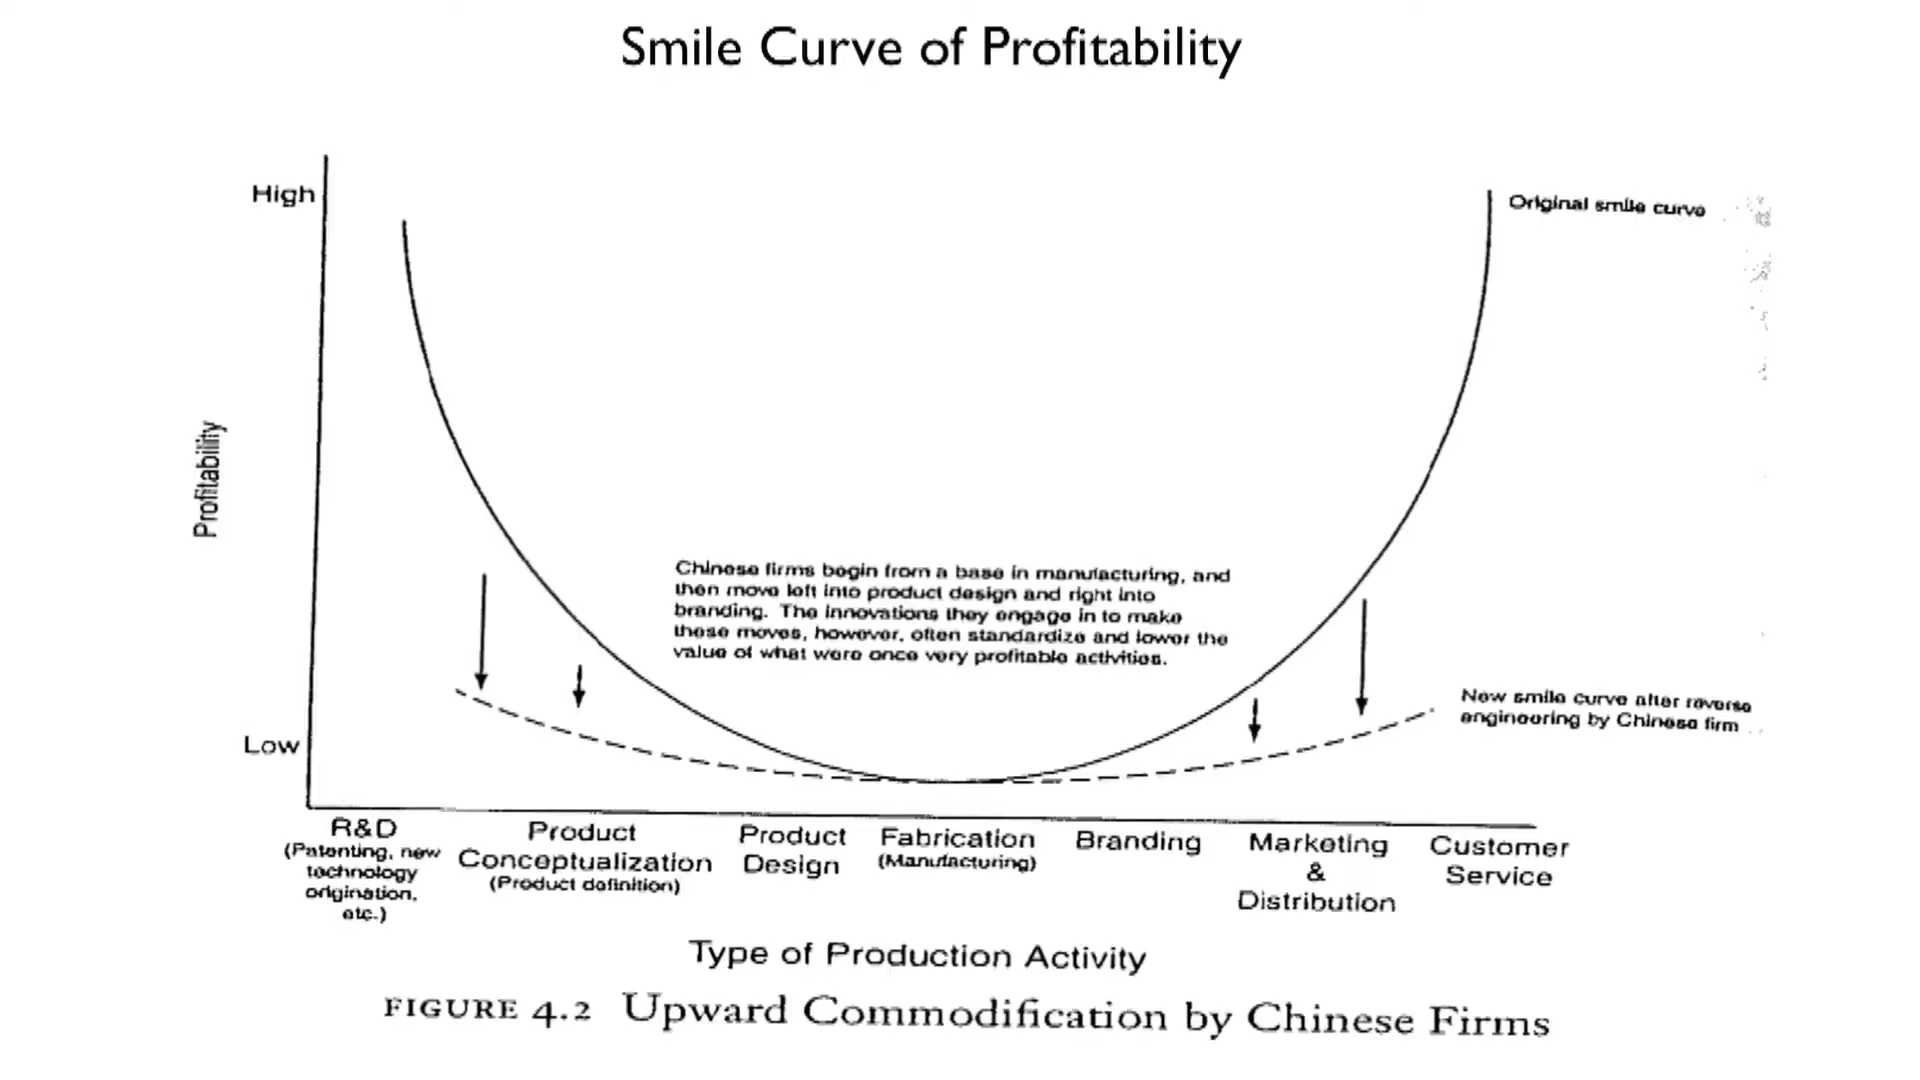 Smile Curve of Profitability
High
Original smile curve
Profitability
Chinese firms begin from a base in manufacturing, and
then move left into product design and right into
branding. The innovations they engage in to make
these moves, however, often standardize and lower the
value of what were once very profitable activities.
New smile curve after reverse
engineering by Chinese firm
Low
R&D
(Patenting, new
technology
origination,
etc.)
Product
Conceptualization
(Product definition)
Product
Design
Fabrication
(Manufacturing)
Branding
Marketing
&
Distribution
Customer
Service
Type of Production Activity
FIGURE 4.2 Upward Commodification by Chinese Firms